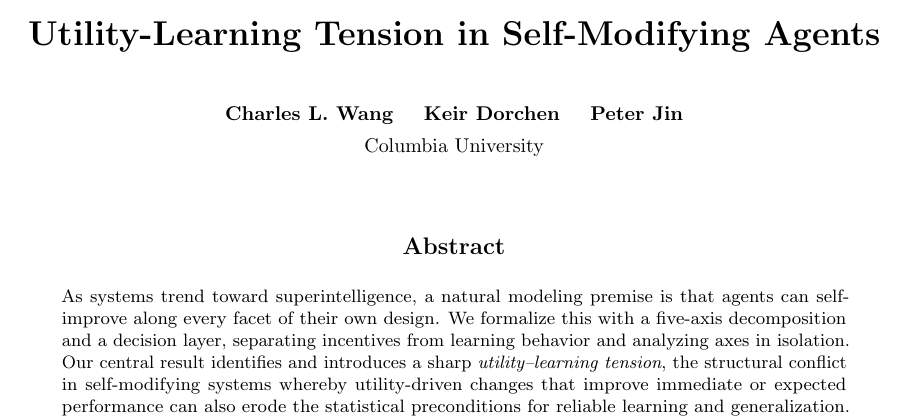 Utility-Learning Tension in Self-Modifying Agents
Charles L. Wang Keir Dorchen Peter Jin
Columbia University
Abstract
As systems trend toward superintelligence, a natural modeling premise is that agents can self-
improve along every facet of their own design. We formalize this with a five-axis decomposition
and a decision layer, separating incentives from learning behavior and analyzing axes in isolation.
Our central result identifies and introduces a sharp utility–learning tension, the structural conflict
in self-modifying systems whereby utility-driven changes that improve immediate or expected
performance can also erode the statistical preconditions for reliable learning and generalization.